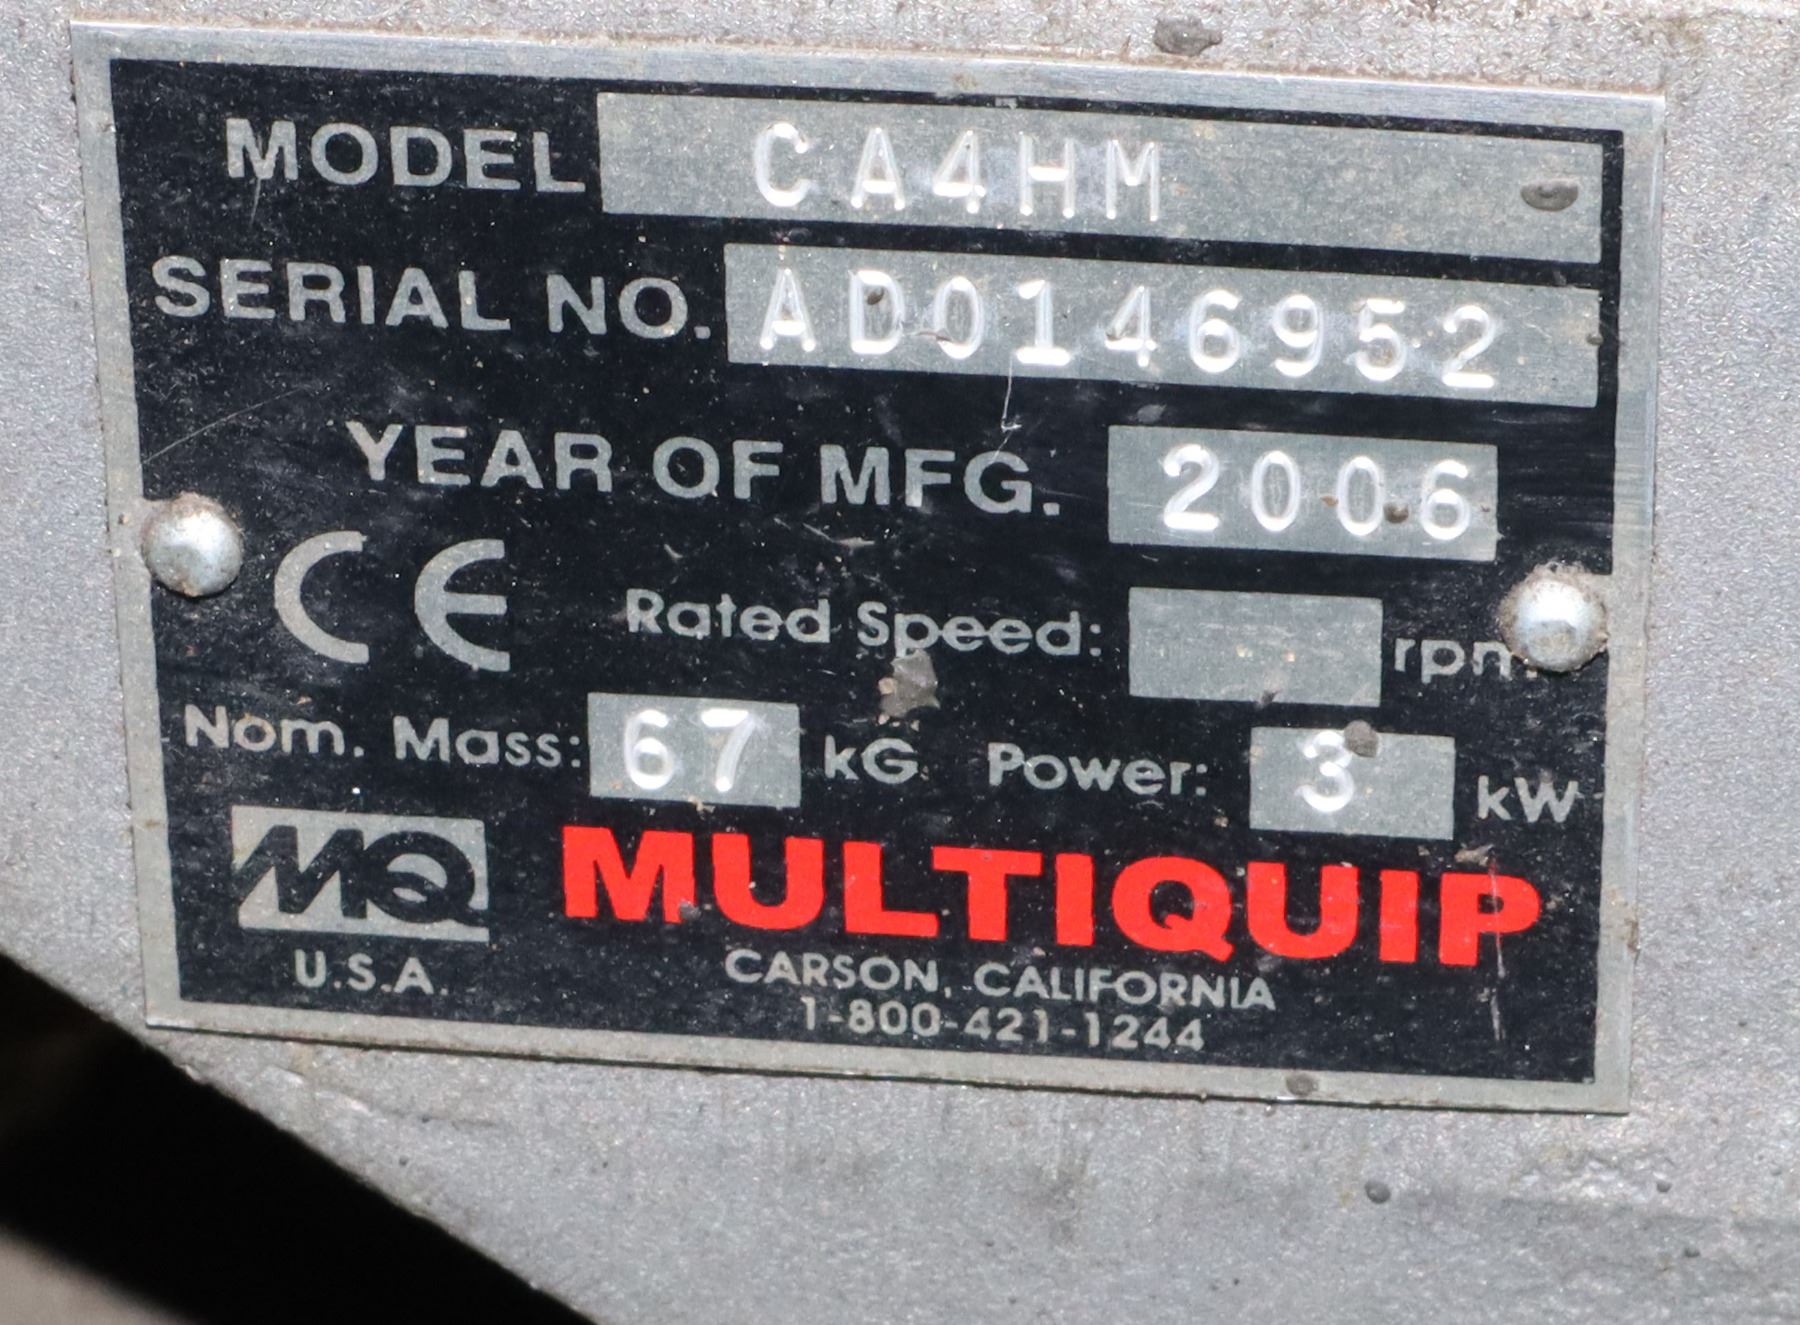 MODEL CA4HM
SERIAL NO. AD0146952
YEAR OF MFG. 2006
CE Rated Speed: rpm
Nom. Mass: 67 kG Power: 3 kW
MQ MULTIQUIP
U.S.A. CARSON, CALIFORNIA
1-800-421-1244